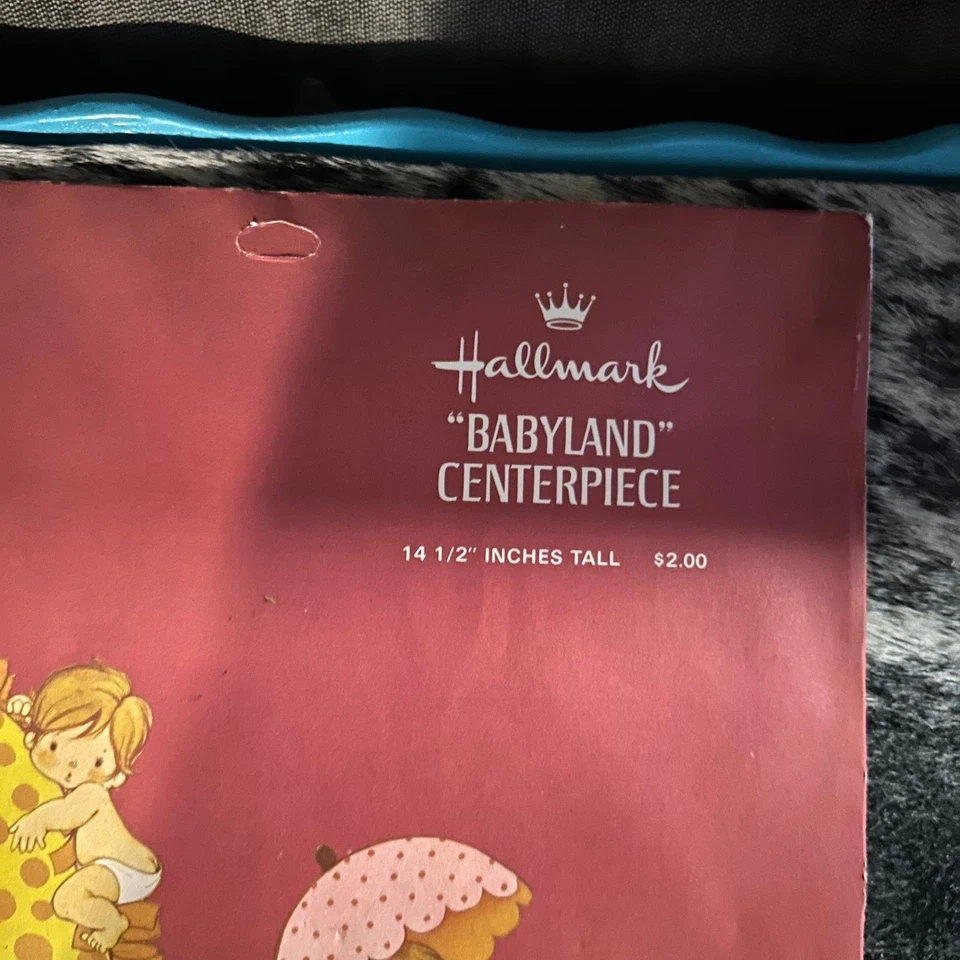 Hallmark
“BABYLAND”
CENTERPIECE
14 1/2″ INCHES TALL $2.00